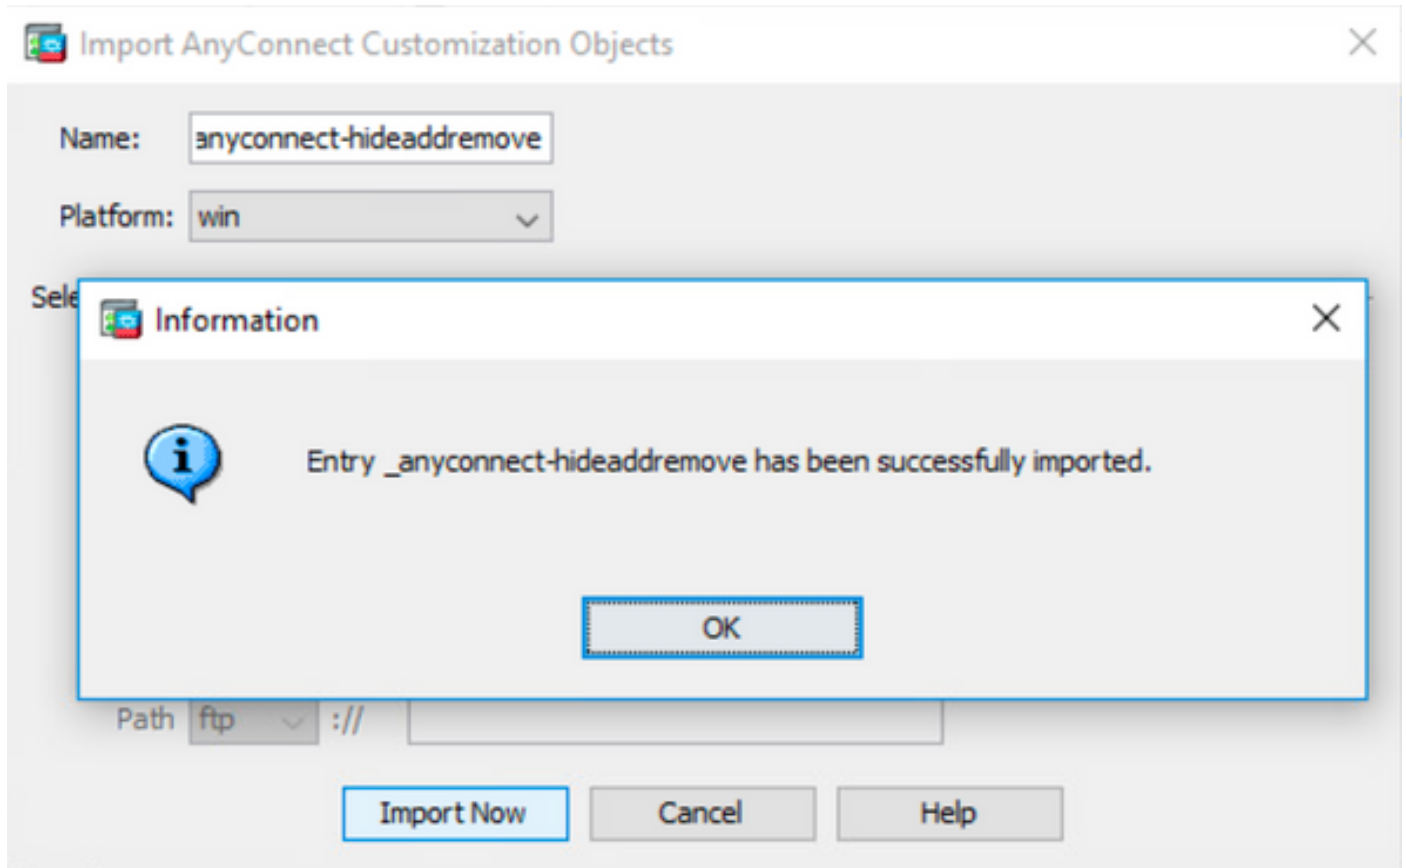 Import AnyConnect Customization Objects
Name: anyconnect-hideaddremove
Platform: win
Sele
Information
Entry _anyconnect-hideaddremove has been successfully imported.
OK
Path ftp ://
Import Now Cancel Help